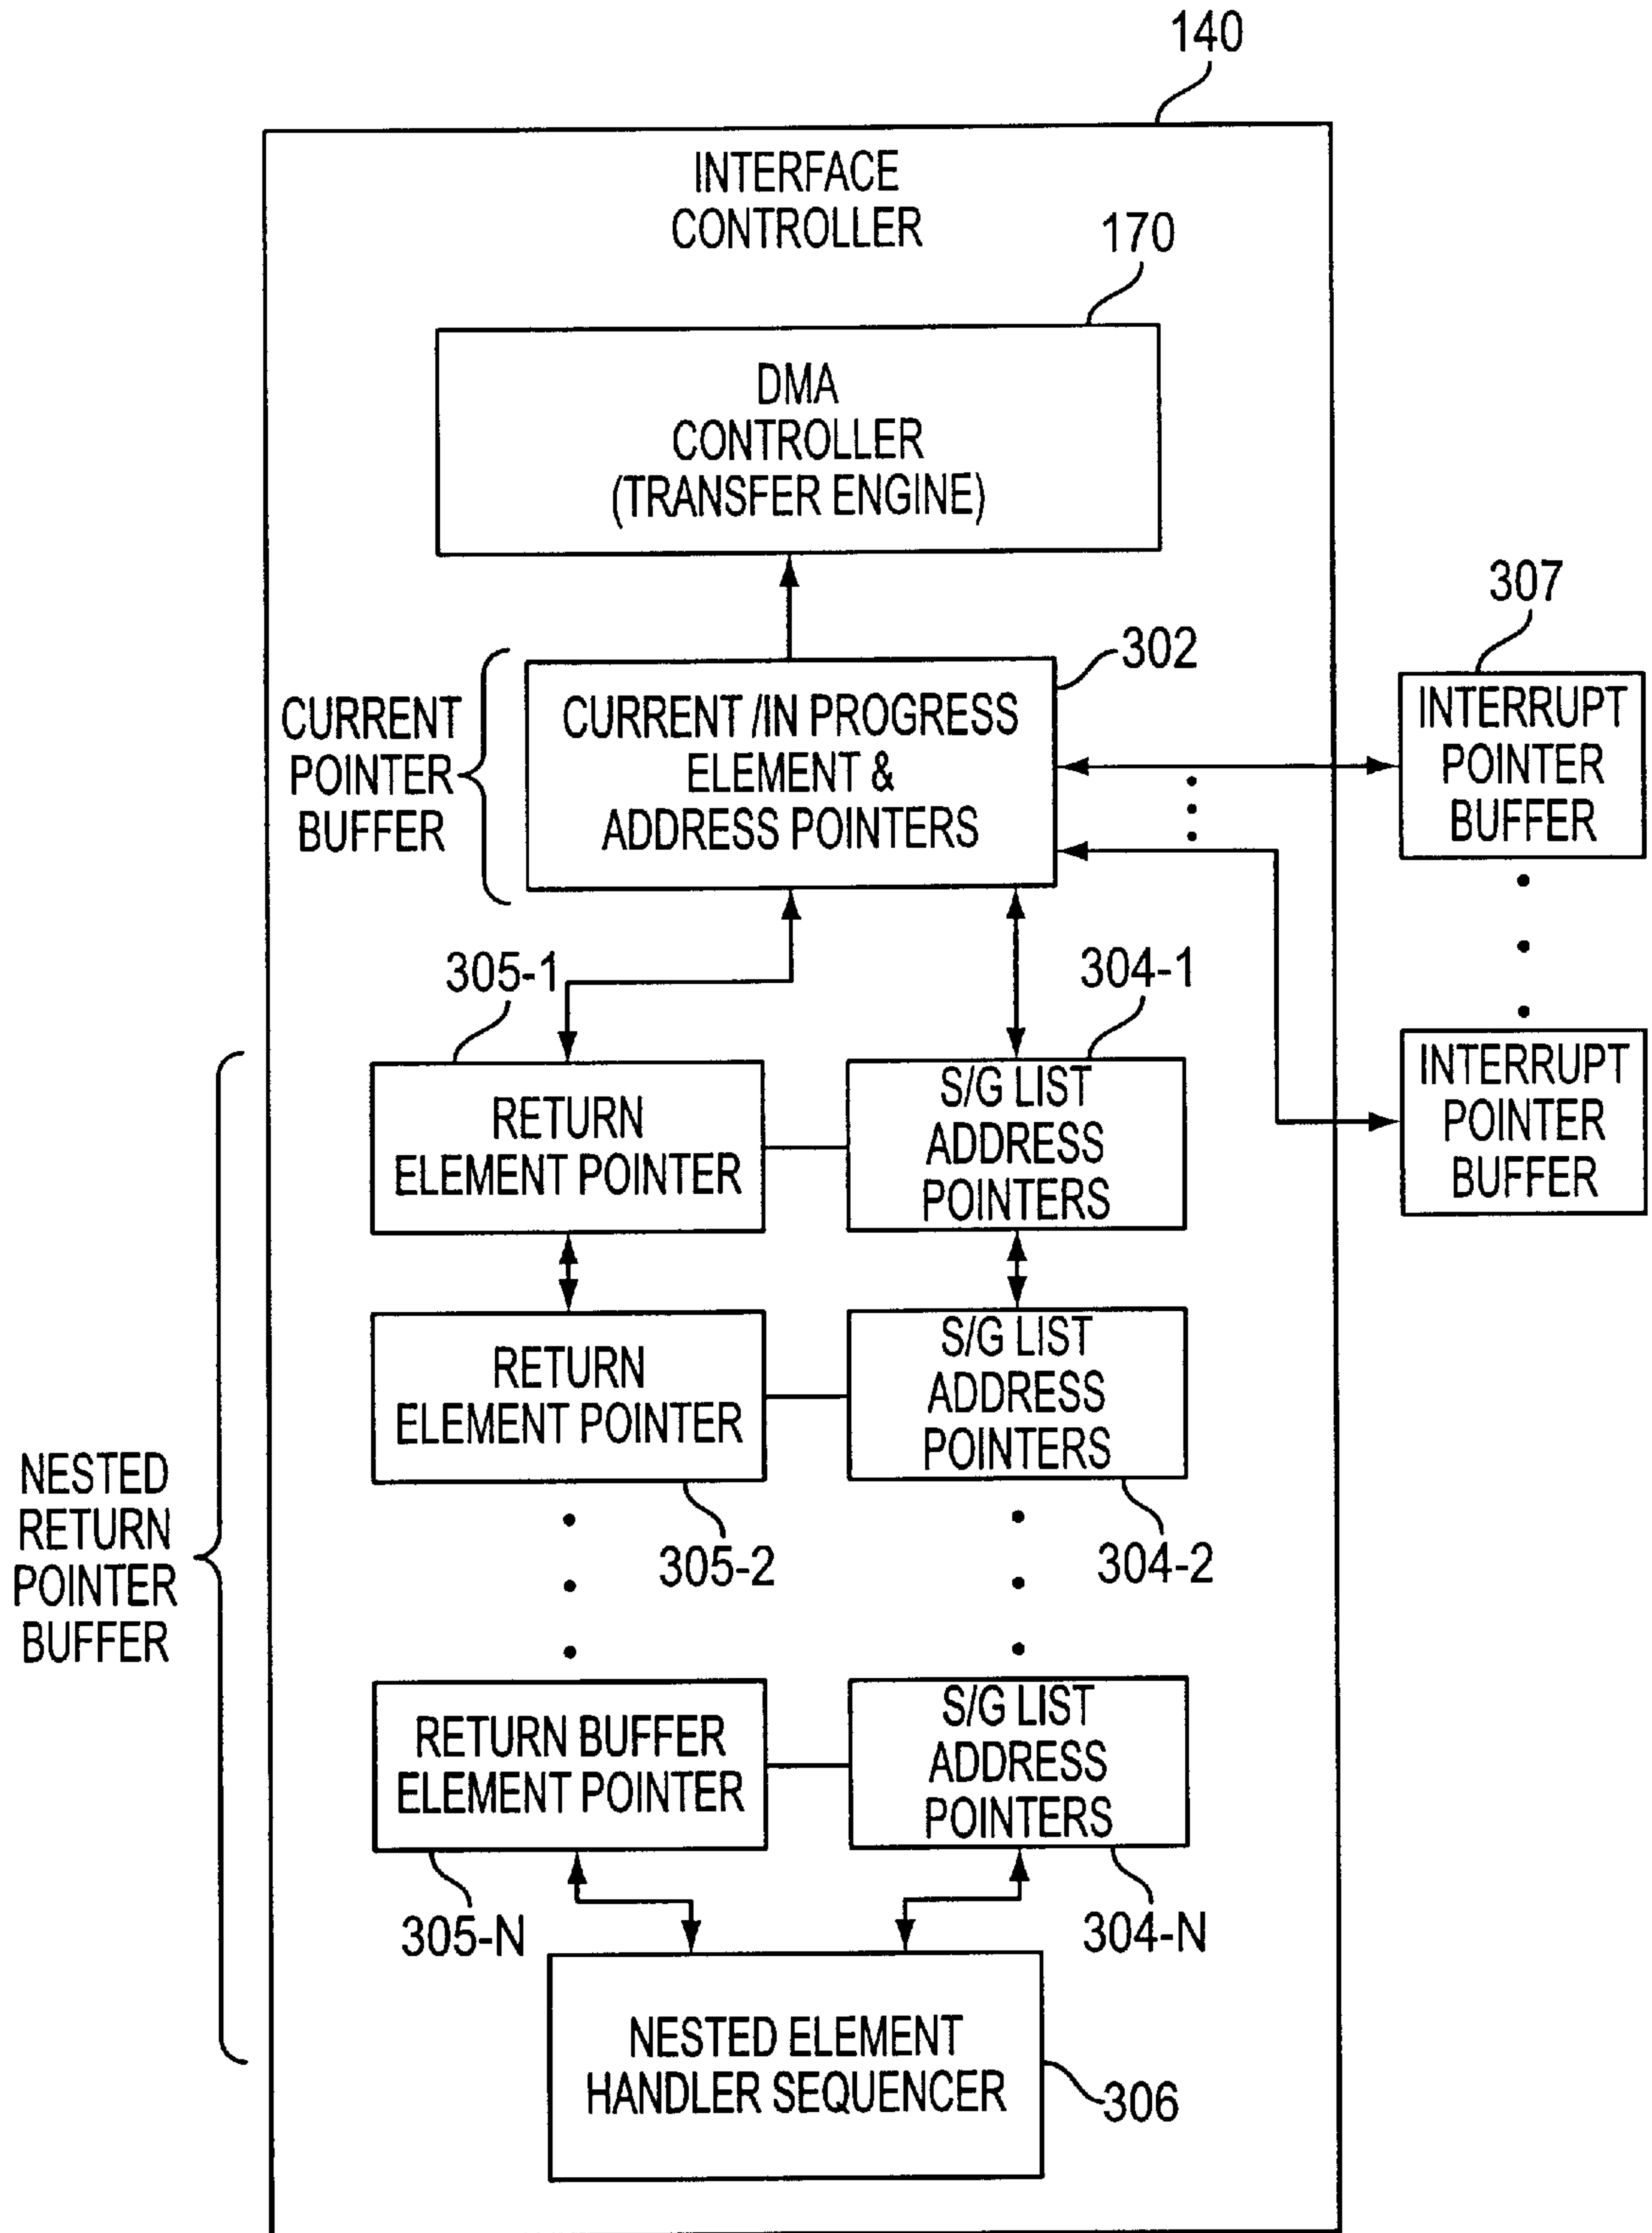 140
INTERFACE
CONTROLLER
170
DMA
CONTROLLER
(TRANSFER ENGINE)
307
302
CURRENT
POINTER
BUFFER
CURRENT /IN PROGRESS
ELEMENT &
ADDRESS POINTERS
INTERRUPT
POINTER
BUFFER
305-1
304-1
RETURN
ELEMENT POINTER
S/G LIST
ADDRESS
POINTERS
INTERRUPT
POINTER
BUFFER
RETURN
ELEMENT POINTER
S/G LIST
ADDRESS
POINTERS
NESTED
RETURN
POINTER
BUFFER
305-2
304-2
RETURN BUFFER
ELEMENT POINTER
S/G LIST
ADDRESS
POINTERS
305-N
304-N
NESTED ELEMENT
HANDLER SEQUENCER
306